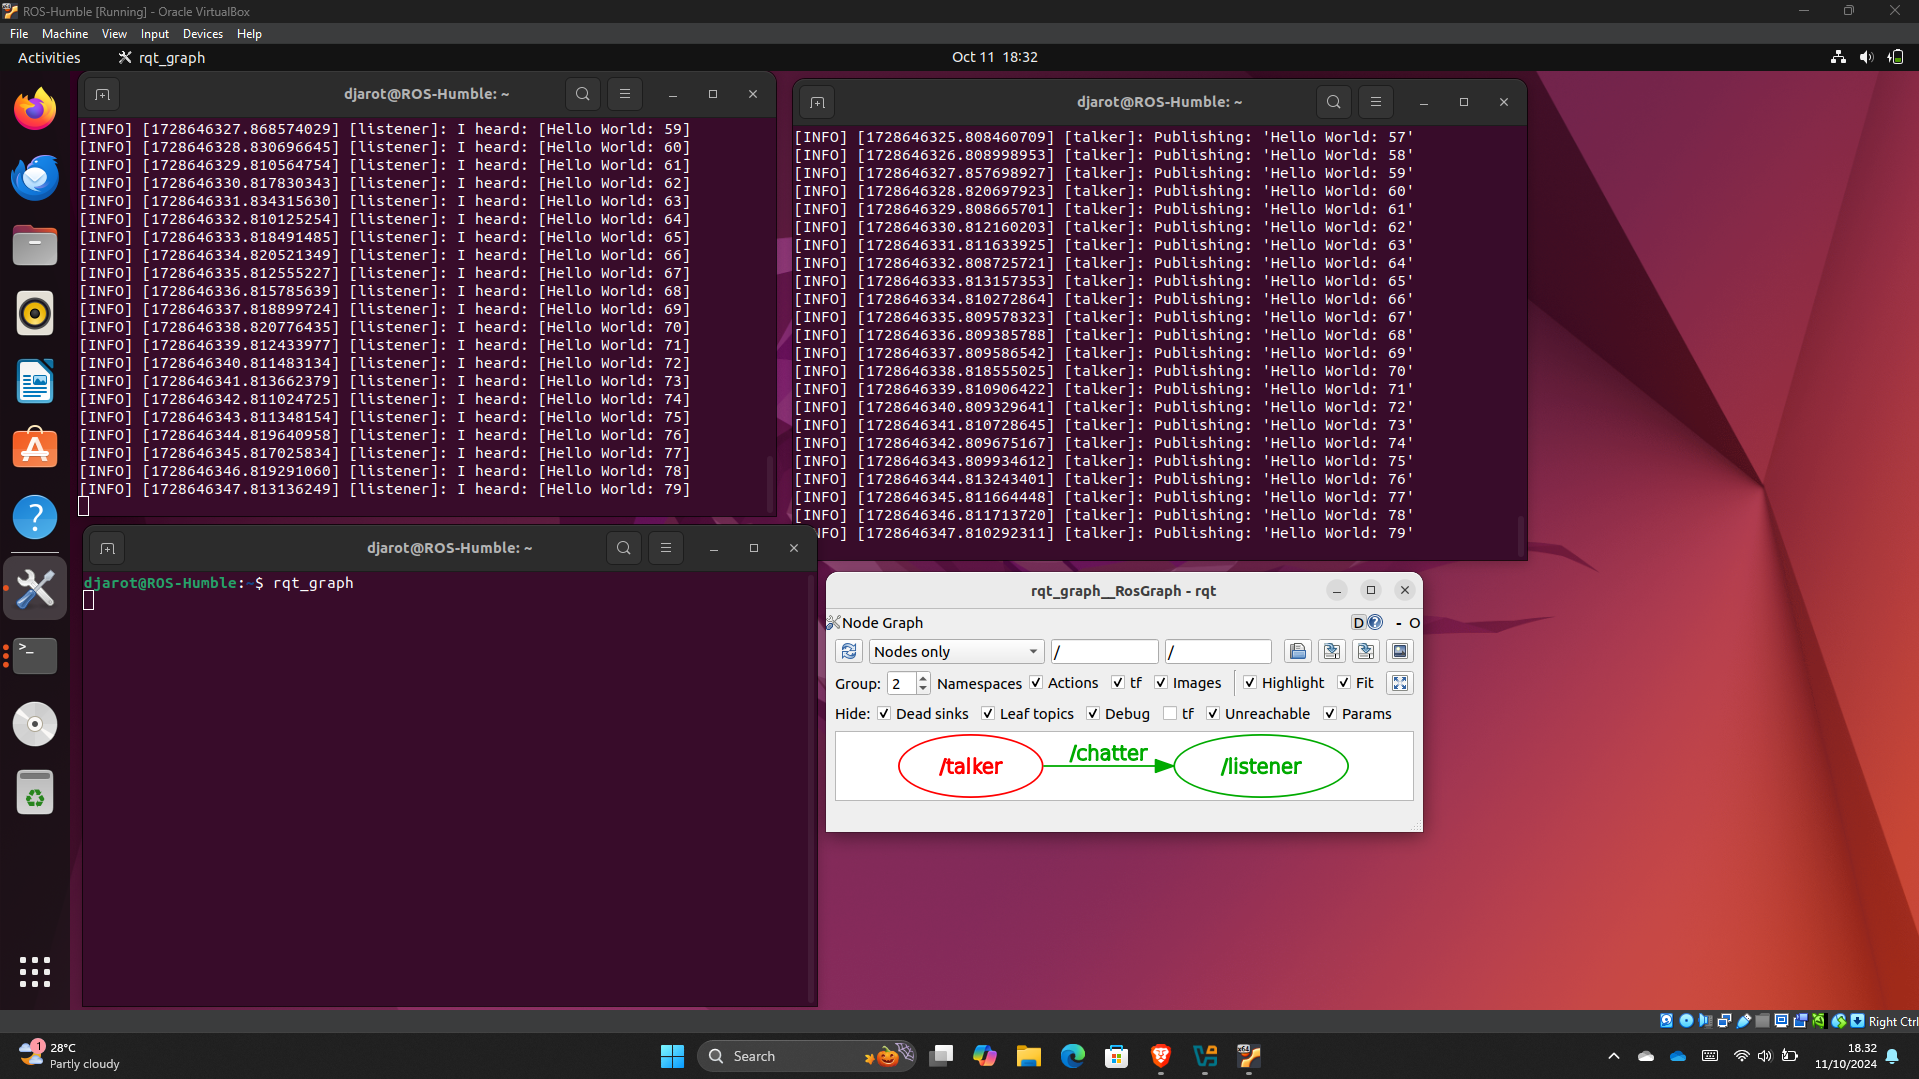 ROS-Humble [Running] - Oracle VirtualBox
File Machine View Input Devices Help
Activities rqt_graph Oct 11 18:32
djarot@ROS-Humble: ~
[INFO] [1728646327.868574029] [listener]: I heard: [Hello World: 59]
[INFO] [1728646328.830696645] [listener]: I heard: [Hello World: 60]
[INFO] [1728646329.810564754] [listener]: I heard: [Hello World: 61]
[INFO] [1728646330.817830343] [listener]: I heard: [Hello World: 62]
[INFO] [1728646331.834315630] [listener]: I heard: [Hello World: 63]
[INFO] [1728646332.810125254] [listener]: I heard: [Hello World: 64]
[INFO] [1728646333.818491485] [listener]: I heard: [Hello World: 65]
[INFO] [1728646334.820521349] [listener]: I heard: [Hello World: 66]
[INFO] [1728646335.812555227] [listener]: I heard: [Hello World: 67]
[INFO] [1728646336.815785639] [listener]: I heard: [Hello World: 68]
[INFO] [1728646337.818899724] [listener]: I heard: [Hello World: 69]
[INFO] [1728646338.820776435] [listener]: I heard: [Hello World: 70]
[INFO] [1728646339.812433977] [listener]: I heard: [Hello World: 71]
[INFO] [1728646340.811483134] [listener]: I heard: [Hello World: 72]
[INFO] [1728646341.813662379] [listener]: I heard: [Hello World: 73]
[INFO] [1728646342.811024725] [listener]: I heard: [Hello World: 74]
[INFO] [1728646343.811348154] [listener]: I heard: [Hello World: 75]
[INFO] [1728646344.819640958] [listener]: I heard: [Hello World: 76]
[INFO] [1728646345.817025834] [listener]: I heard: [Hello World: 77]
[INFO] [1728646346.819291060] [listener]: I heard: [Hello World: 78]
[INFO] [1728646347.813136249] [listener]: I heard: [Hello World: 79]
djarot@ROS-Humble: ~
[INFO] [1728646325.808460709] [talker]: Publishing: 'Hello World: 57'
[INFO] [1728646326.808998953] [talker]: Publishing: 'Hello World: 58'
[INFO] [1728646327.857698927] [talker]: Publishing: 'Hello World: 59'
[INFO] [1728646328.820697923] [talker]: Publishing: 'Hello World: 60'
[INFO] [1728646329.808665701] [talker]: Publishing: 'Hello World: 61'
[INFO] [1728646330.812160203] [talker]: Publishing: 'Hello World: 62'
[INFO] [1728646331.811633925] [talker]: Publishing: 'Hello World: 63'
[INFO] [1728646332.808725721] [talker]: Publishing: 'Hello World: 64'
[INFO] [1728646333.813157353] [talker]: Publishing: 'Hello World: 65'
[INFO] [1728646334.810272864] [talker]: Publishing: 'Hello World: 66'
[INFO] [1728646335.809578323] [talker]: Publishing: 'Hello World: 67'
[INFO] [1728646336.809385788] [talker]: Publishing: 'Hello World: 68'
[INFO] [1728646337.809586542] [talker]: Publishing: 'Hello World: 69'
[INFO] [1728646338.818555025] [talker]: Publishing: 'Hello World: 70'
[INFO] [1728646339.810906422] [talker]: Publishing: 'Hello World: 71'
[INFO] [1728646340.809329641] [talker]: Publishing: 'Hello World: 72'
[INFO] [1728646341.810728645] [talker]: Publishing: 'Hello World: 73'
[INFO] [1728646342.809675167] [talker]: Publishing: 'Hello World: 74'
[INFO] [1728646343.809934612] [talker]: Publishing: 'Hello World: 75'
[INFO] [1728646344.813243401] [talker]: Publishing: 'Hello World: 76'
[INFO] [1728646345.811664448] [talker]: Publishing: 'Hello World: 77'
[INFO] [1728646346.811713720] [talker]: Publishing: 'Hello World: 78'
[INFO] [1728646347.810292311] [talker]: Publishing: 'Hello World: 79'
djarot@ROS-Humble: ~
djarot@ROS-Humble:~$ rqt_graph
rqt_graph__RosGraph - rqt
Node Graph D ? - O
Nodes only / /
Group: 2 Namespaces Actions tf Images Highlight Fit
Hide: Dead sinks Leaf topics Debug tf Unreachable Params
/talker /chatter /listener
Right Ctrl
1 28°C
Partly cloudy
Search
18.32
11/10/2024